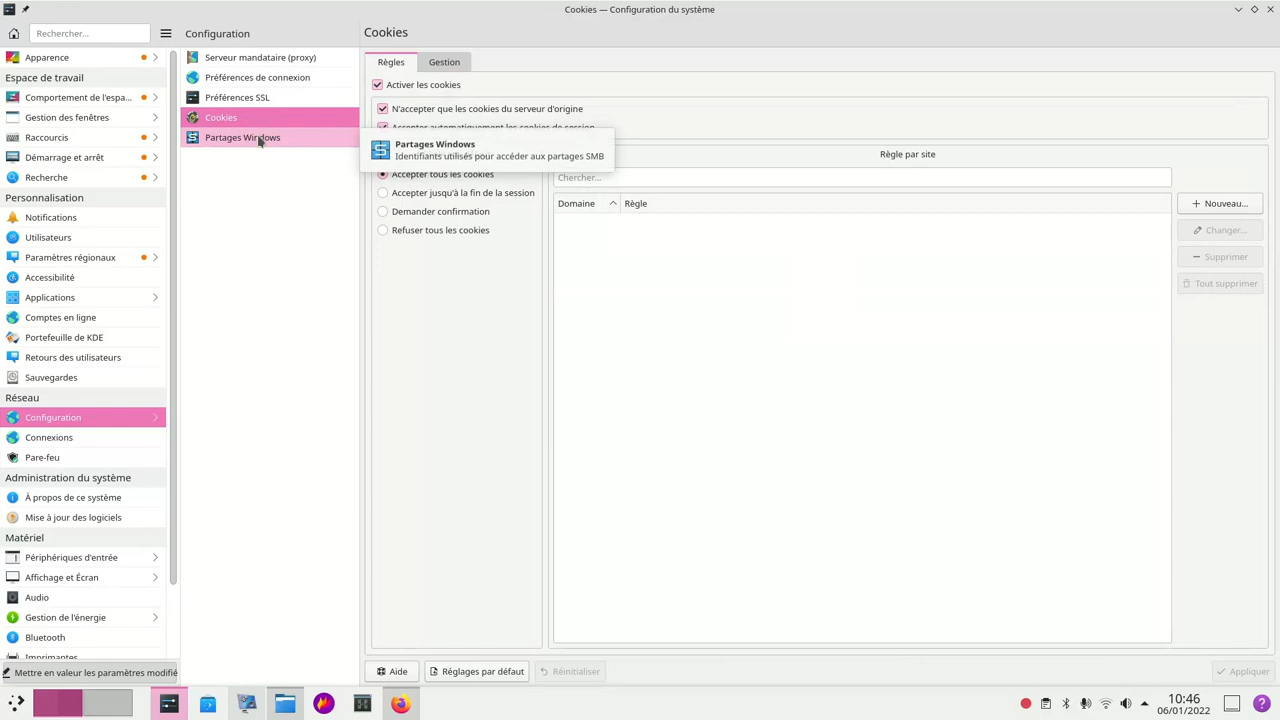 Cookies — Configuration du système
Rechercher...
Configuration
Cookies
Apparence
Espace de travail
Comportement de l'espa...
Gestion des fenêtres
Raccourcis
Démarrage et arrêt
Recherche
Personnalisation
Notifications
Utilisateurs
Paramètres régionaux
Accessibilité
Applications
Comptes en ligne
Portefeuille de KDE
Retours des utilisateurs
Sauvegardes
Réseau
Configuration
Connexions
Pare-feu
Administration du système
À propos de ce système
Mise à jour des logiciels
Matériel
Périphériques d'entrée
Affichage et Écran
Audio
Gestion de l'énergie
Bluetooth
Imprimantes
Mettre en valeur les paramètres modifié
Serveur mandataire (proxy)
Préférences de connexion
Préférences SSL
Cookies
Partages Windows
Règles
Gestion
Activer les cookies
N'accepter que les cookies du serveur d'origine
Accepter automatiquement les cookies de session
Partages Windows
Identifiants utilisés pour accéder aux partages SMB
Accepter tous les cookies
Accepter jusqu'à la fin de la session
Demander confirmation
Refuser tous les cookies
Règle par site
Chercher...
Domaine
Règle
Nouveau...
Changer...
Supprimer
Tout supprimer
Aide
Réglages par défaut
Réinitialiser
Appliquer
10:46
06/01/2022